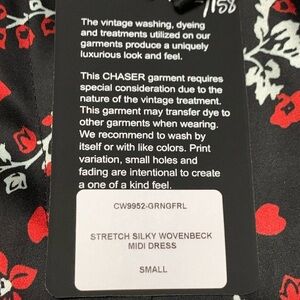 /158
The vintage washing, dyeing
and treatments utilized on our
garments produce a uniquely
luxurious look and feel.
This CHASER garment requires
special consideration due to the
nature of the vintage treatment.
This garment may transfer dye to
other garments when wearing.
We recommend to wash by
itself or with like colors. Print
variation, small holes and
fading are intentional to create
a one of a kind feel.
CW9952-GRNGFRL
STRETCH SILKY WOVENBECK
MIDI DRESS
SMALL